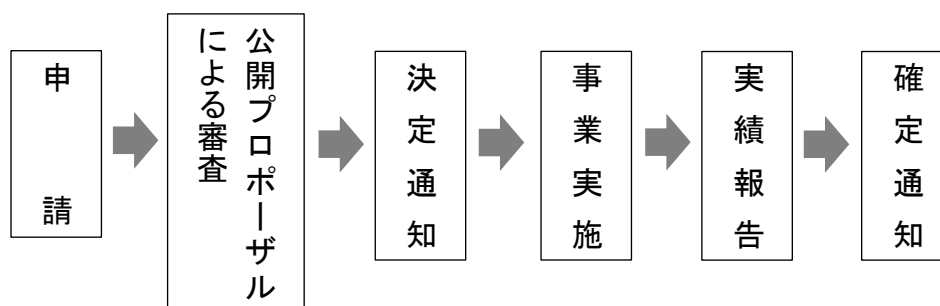 申請
公開プロポーザル
による審査
決定通知
事業実施
実績報告
確定通知